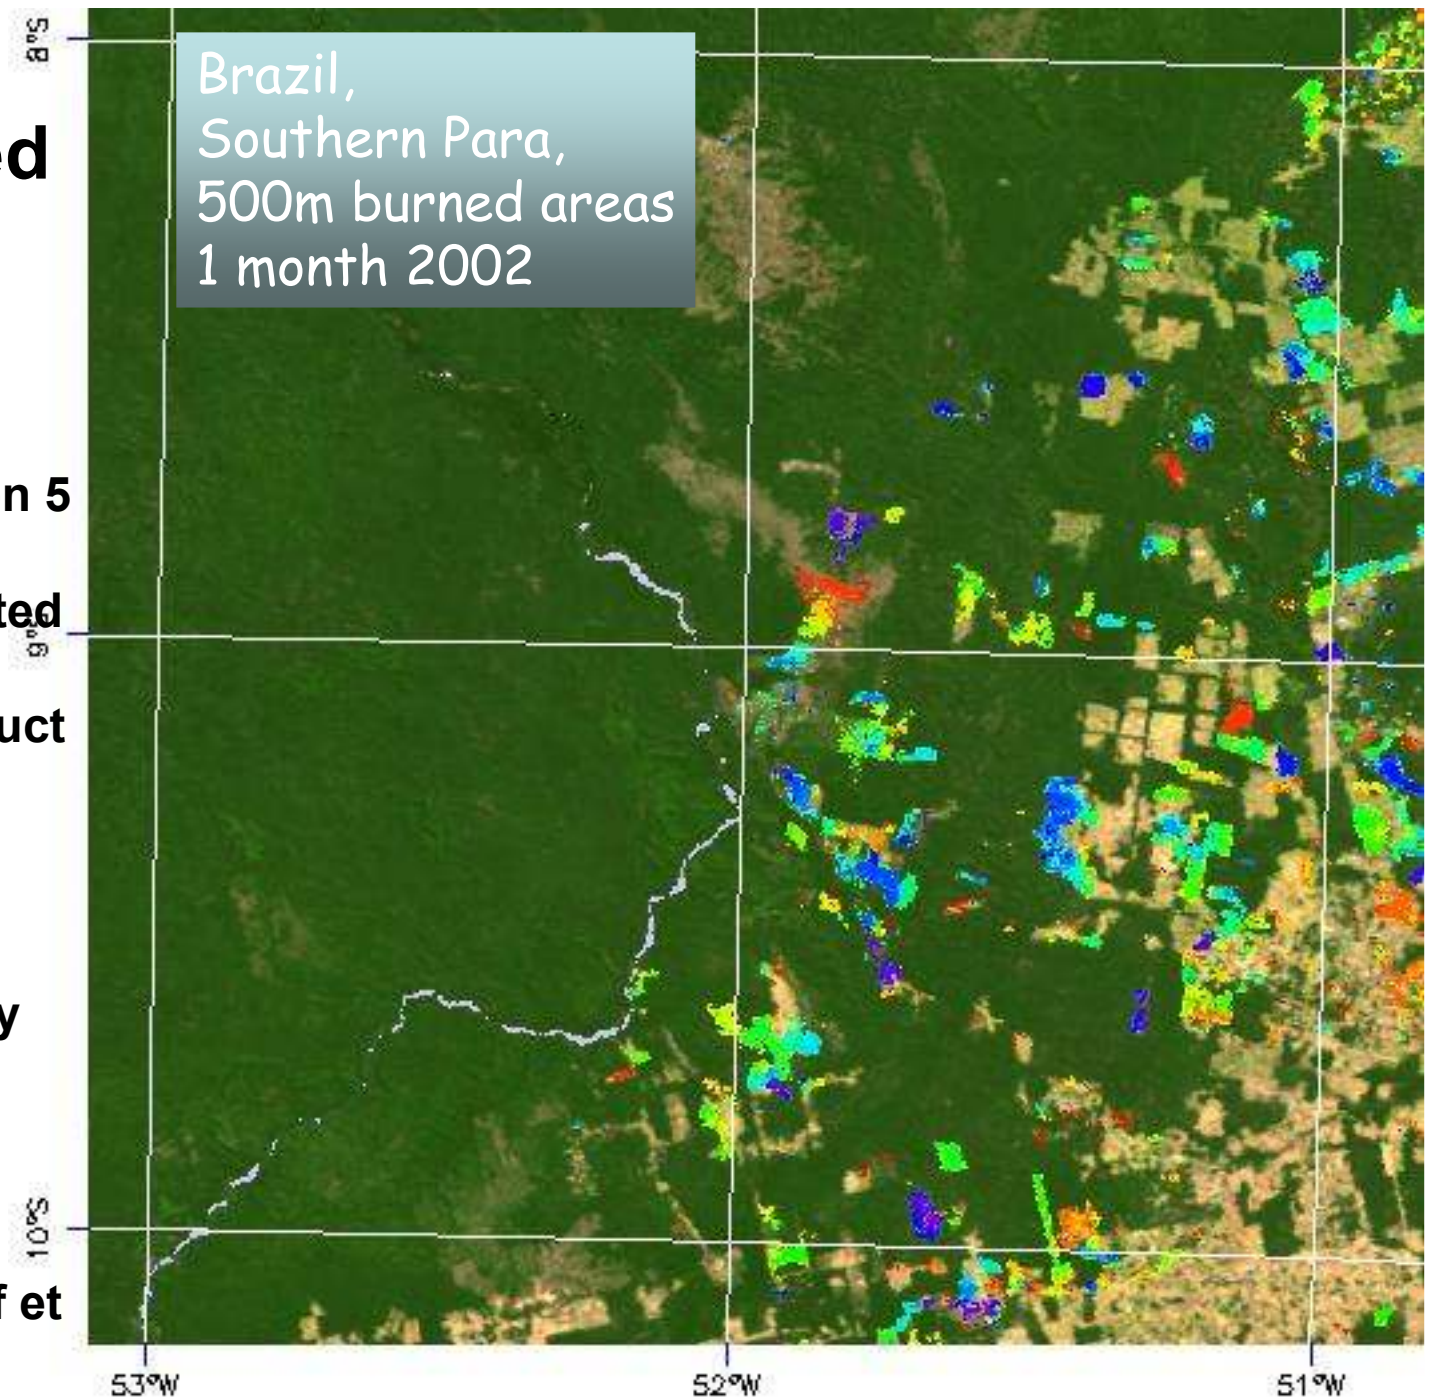 8°S
Brazil,
Southern Para,
500m burned areas
1 month 2002
ed
n 5
ted
9°S
uct
y
10°S
f et
53°W
52°W
51°W